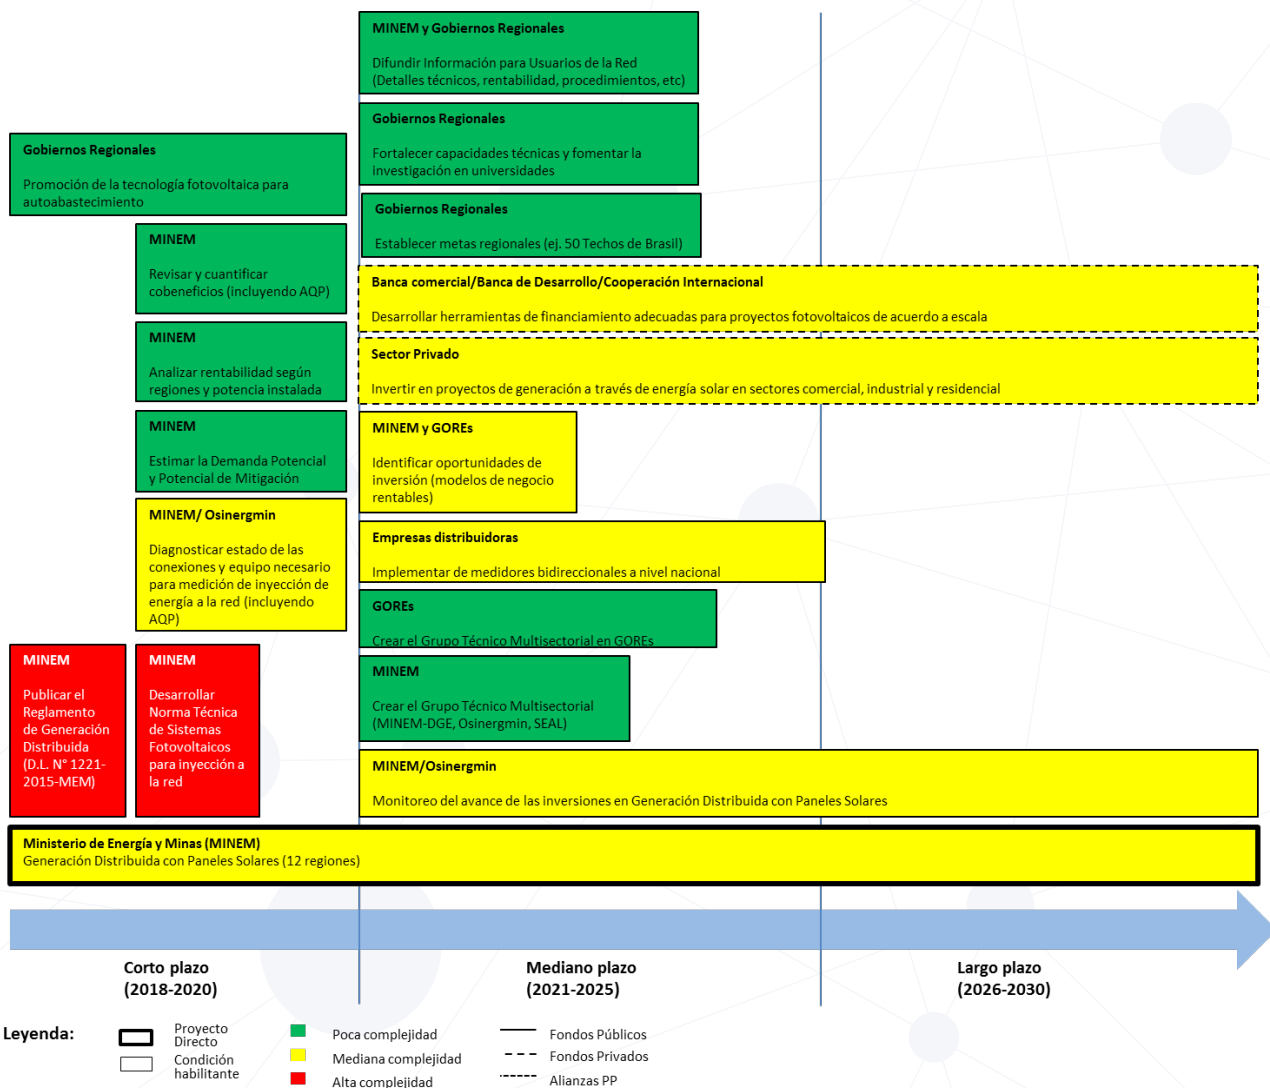 MINEM y Gobiernos Regionales
Difundir Información para Usuarios de la Red
(Detalles técnicos, rentabilidad, procedimientos, etc)
Gobiernos Regionales
Fortalecer capacidades técnicas y fomentar la
investigación en universidades
Gobiernos Regionales
Promoción de la tecnología fotovoltaica para
autoabastecimiento
Gobiernos Regionales
Establecer metas regionales (ej. 50 Techos de Brasil)
MINEM
Revisar y cuantificar
cobeneficios (incluyendo AQP)
Banca comercial/Banca de Desarrollo/Cooperación Internacional
Desarrollar herramientas de financiamiento adecuadas para proyectos fotovoltaicos de acuerdo a escala
MINEM
Analizar rentabilidad según
regiones y potencia instalada
Sector Privado
Invertir en proyectos de generación a través de energía solar en sectores comercial, industrial y residencial
MINEM
Estimar la Demanda Potencial
y Potencial de Mitigación
MINEM y GOREs
Identificar oportunidades de
inversión (modelos de negocio
rentables)
MINEM/ Osinergmin
Diagnosticar estado de las
conexiones y equipo necesario
para medición de inyección de
energía a la red (incluyendo
AQP)
Empresas distribuidoras
Implementar de medidores bidireccionales a nivel nacional
GOREs
Crear el Grupo Técnico Multisectorial en GOREs
MINEM
Publicar el
Reglamento
de Generación
Distribuida
(D.L. N° 1221-
2015-MEM)
MINEM
Desarrollar
Norma Técnica
de Sistemas
Fotovoltaicos
para inyección a
la red
MINEM
Crear el Grupo Técnico Multisectorial
(MINEM-DGE, Osinergmin, SEAL)
MINEM/Osinergmin
Monitoreo del avance de las inversiones en Generación Distribuida con Paneles Solares
Ministerio de Energía y Minas (MINEM)
Generación Distribuida con Paneles Solares (12 regiones)
Corto plazo
(2018-2020)
Mediano plazo
(2021-2025)
Largo plazo
(2026-2030)
Leyenda:
Proyecto
Directo
Condición
habilitante
Poca complejidad
Mediana complejidad
Alta complejidad
Fondos Públicos
Fondos Privados
Alianzas PP